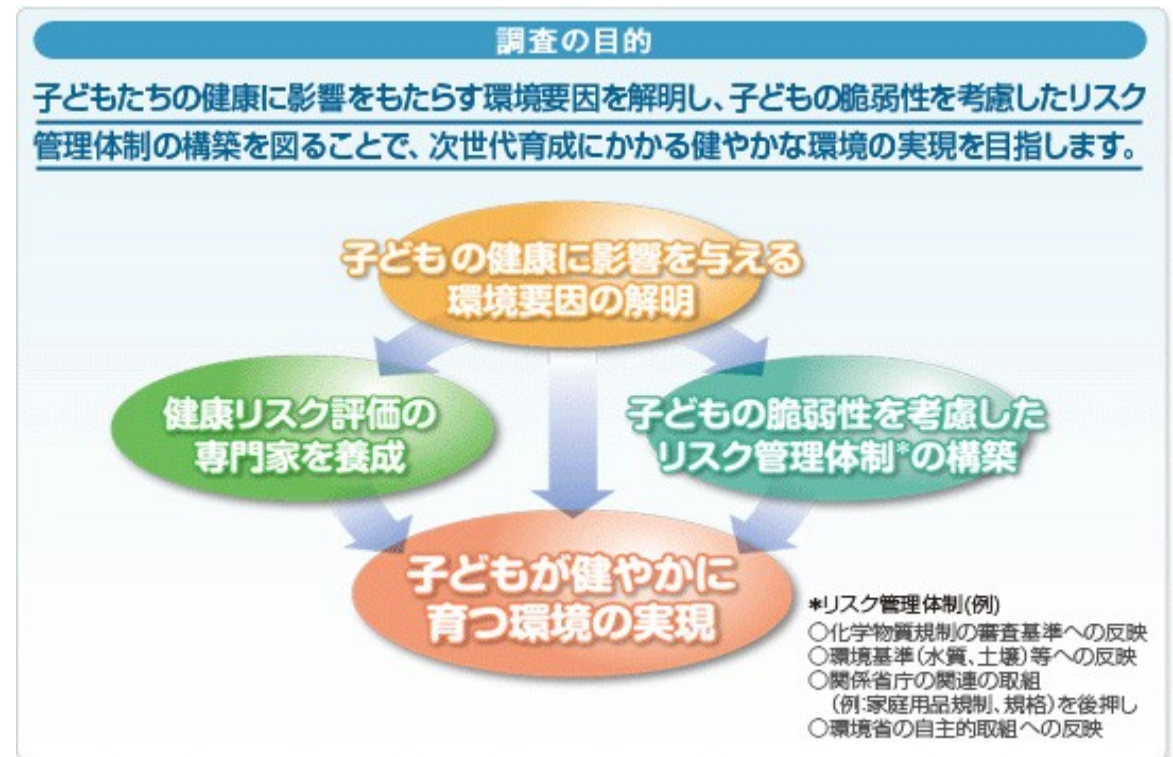 調査の目的
子どもたちの健康に影響をもたらす環境要因を解明し、子どもの脆弱性を考慮したリスク
管理体制の構築を図ることで、次世代育成にかかる健やかな環境の実現を目指します。
子どもの健康に影響を与える
環境要因の解明
健康リスク評価の
専門家を養成
子どもの脆弱性を考慮した
リスク管理体制*の構築
子どもが健やかに
育つ環境の実現
*リスク管理体制(例)
○化学物質規制の審査基準への反映
○環境基準(水質、土壌)等への反映
○関係省庁の関連の取組
(例:家庭用品規制、規格)を後押し
○環境省の自主的取組への反映